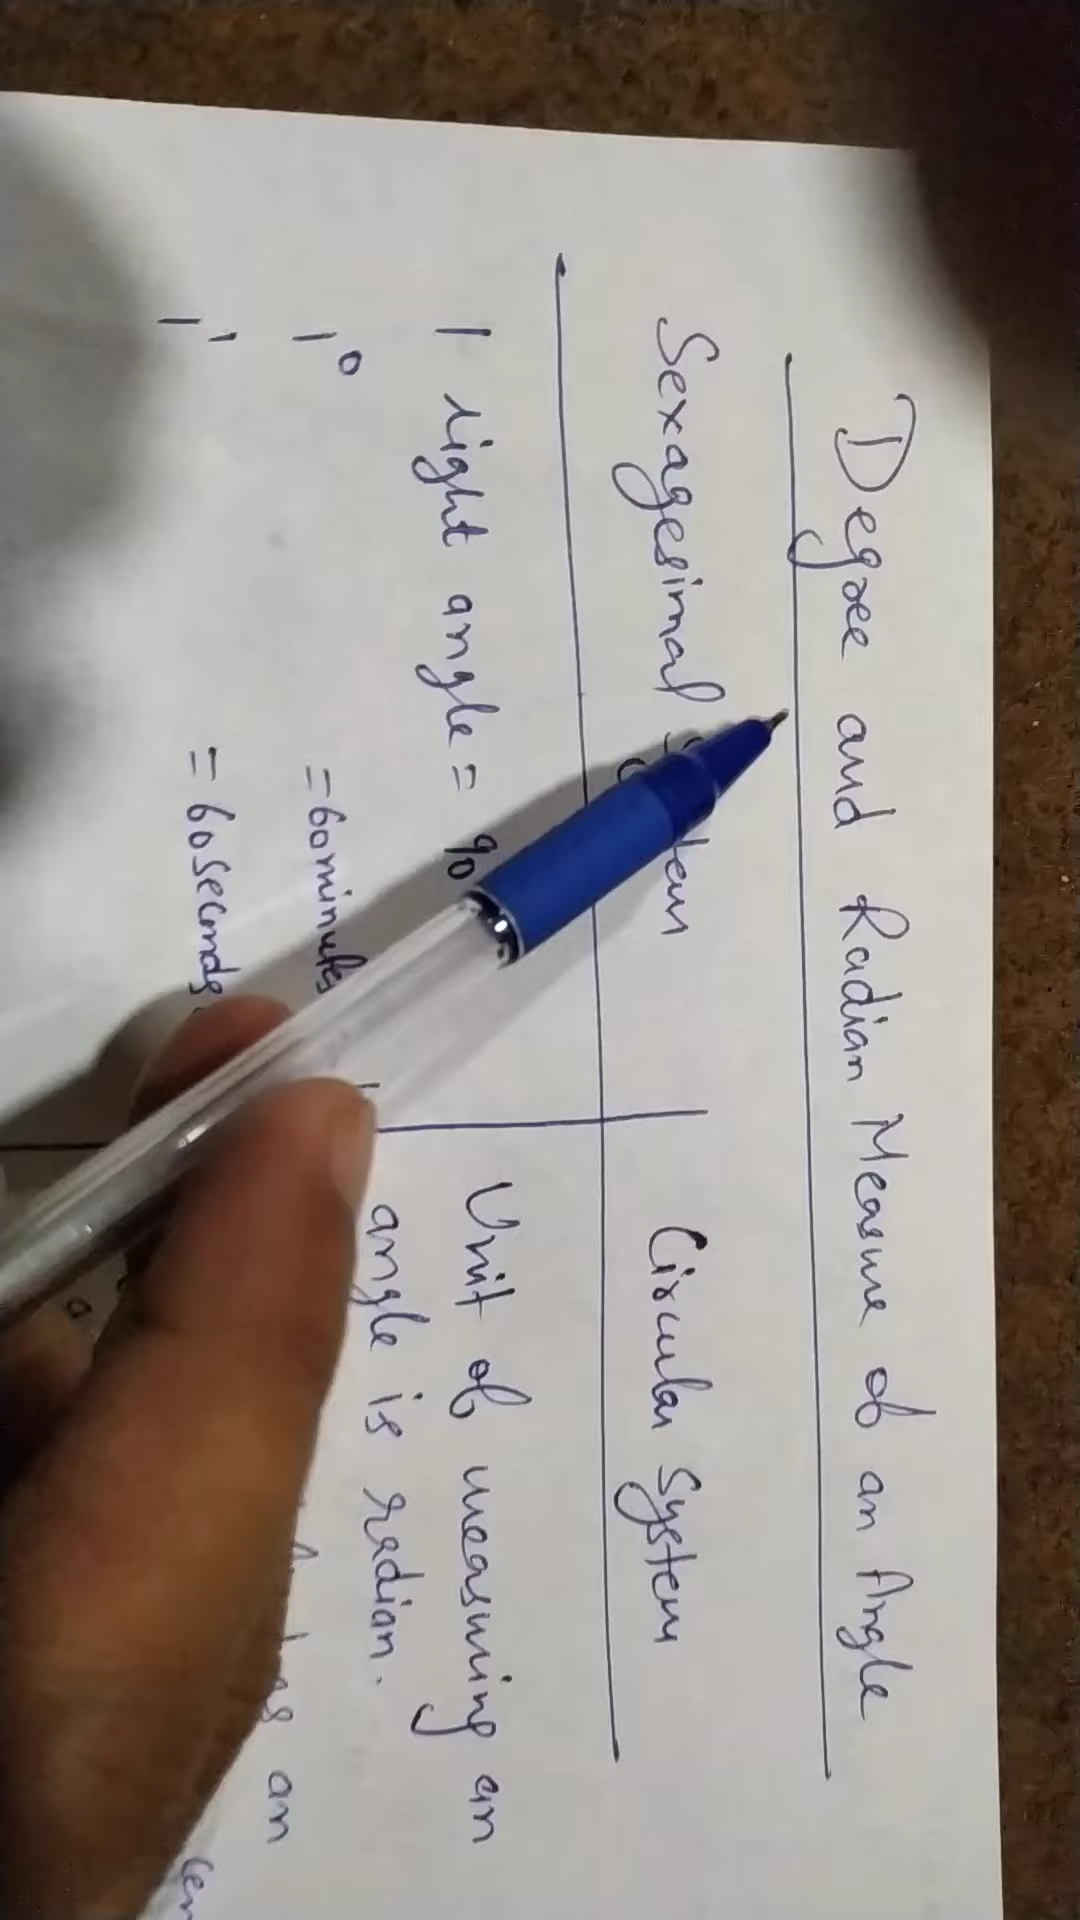 Degree and Radian Measure of an Angle
Sexagesimal
Circular System
1 right angle = 90
1° = 60 minutes
1' = 60 seconds
Unit of measuring an
angle is radian.
an